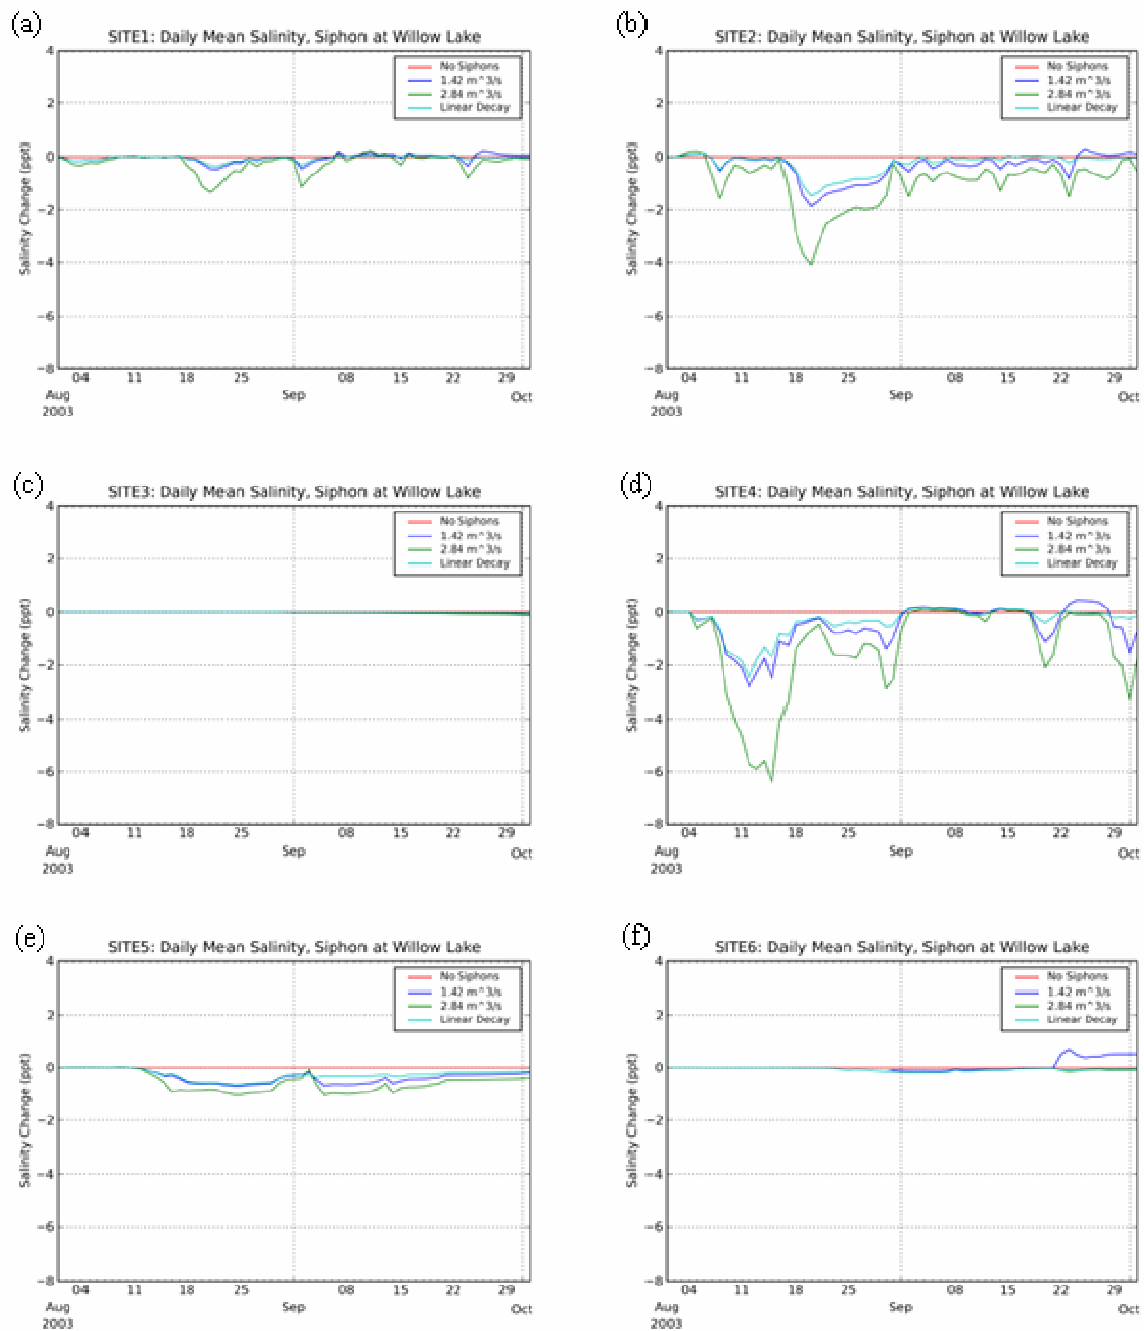 (a)
SITE1: Daily Mean Salinity, Siphon at Willow Lake
No Siphons
1.42 m^3/s
2.84 m^3/s
Linear Decay
Salinity Change (ppt)
4
2
0
−2
−4
−6
−8
04 11 18 25 08 15 22 29
Aug Sep Oct
2003
(b)
SITE2: Daily Mean Salinity, Siphon at Willow Lake
No Siphons
1.42 m^3/s
2.84 m^3/s
Linear Decay
Salinity Change (ppt)
4
2
0
−2
−4
−6
−8
04 11 18 25 08 15 22 29
Aug Sep Oct
2003
(c)
SITE3: Daily Mean Salinity, Siphon at Willow Lake
No Siphons
1.42 m^3/s
2.84 m^3/s
Linear Decay
Salinity Change (ppt)
4
2
0
−2
−4
−6
−8
04 11 18 25 08 15 22 29
Aug Sep Oct
2003
(d)
SITE4: Daily Mean Salinity, Siphon at Willow Lake
No Siphons
1.42 m^3/s
2.84 m^3/s
Linear Decay
Salinity Change (ppt)
4
2
0
−2
−4
−6
−8
04 11 18 25 08 15 22 29
Aug Sep Oct
2003
(e)
SITE5: Daily Mean Salinity, Siphon at Willow Lake
No Siphons
1.42 m^3/s
2.84 m^3/s
Linear Decay
Salinity Change (ppt)
4
2
0
−2
−4
−6
−8
04 11 18 25 08 15 22 29
Aug Sep Oct
2003
(f)
SITE6: Daily Mean Salinity, Siphon at Willow Lake
No Siphons
1.42 m^3/s
2.84 m^3/s
Linear Decay
Salinity Change (ppt)
4
2
0
−2
−4
−6
−8
04 11 18 25 08 15 22 29
Aug Sep Oct
2003